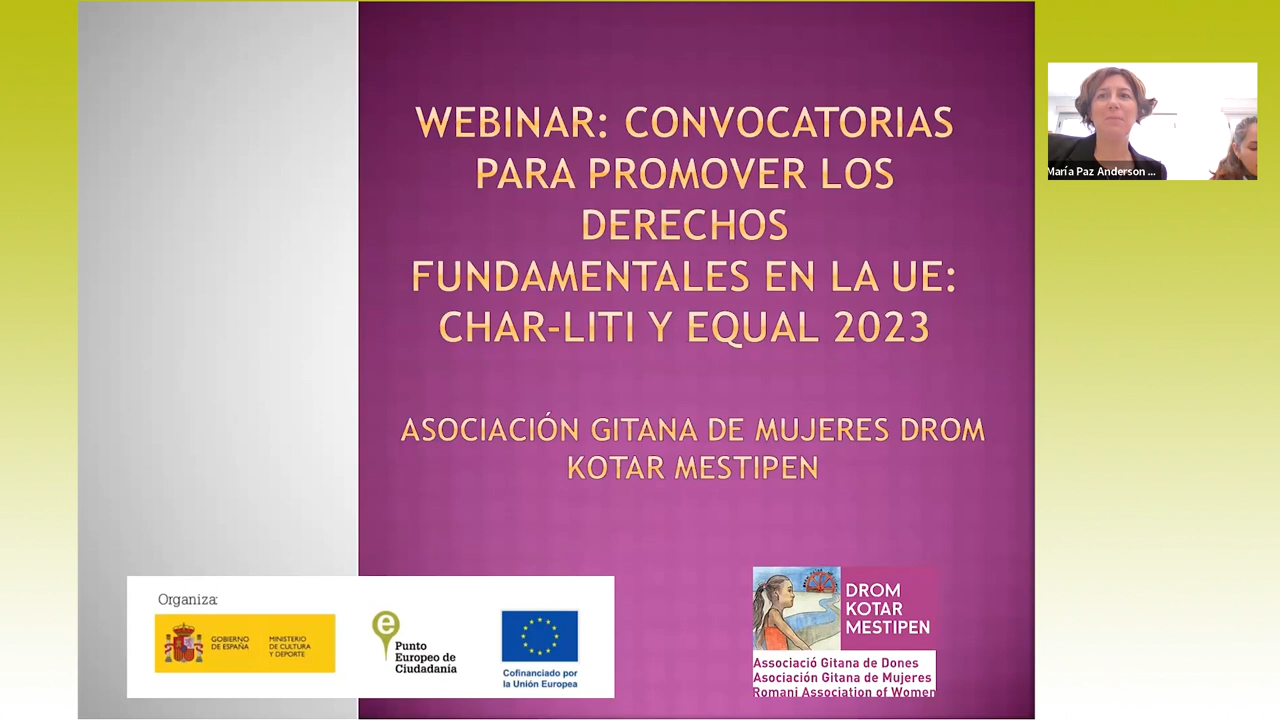 WEBINAR: CONVOCATORIAS
PARA PROMOVER LOS
DERECHOS
FUNDAMENTALES EN LA UE:
CHAR-LITI Y EQUAL 2023
ASOCIACIÓN GITANA DE MUJERES DROM
KOTAR MESTIPEN
Organiza:
GOBIERNO
DE ESPAÑA
MINISTERIO
DE CULTURA
Y DEPORTE
e
Punto
Europeo de
Ciudadanía
Cofinanciado por
la Unión Europea
DROM
KOTAR
MESTIPEN
Associació Gitana de Dones
Asociación Gitana de Mujeres
Romani Association of Women
María Paz Anderson ...